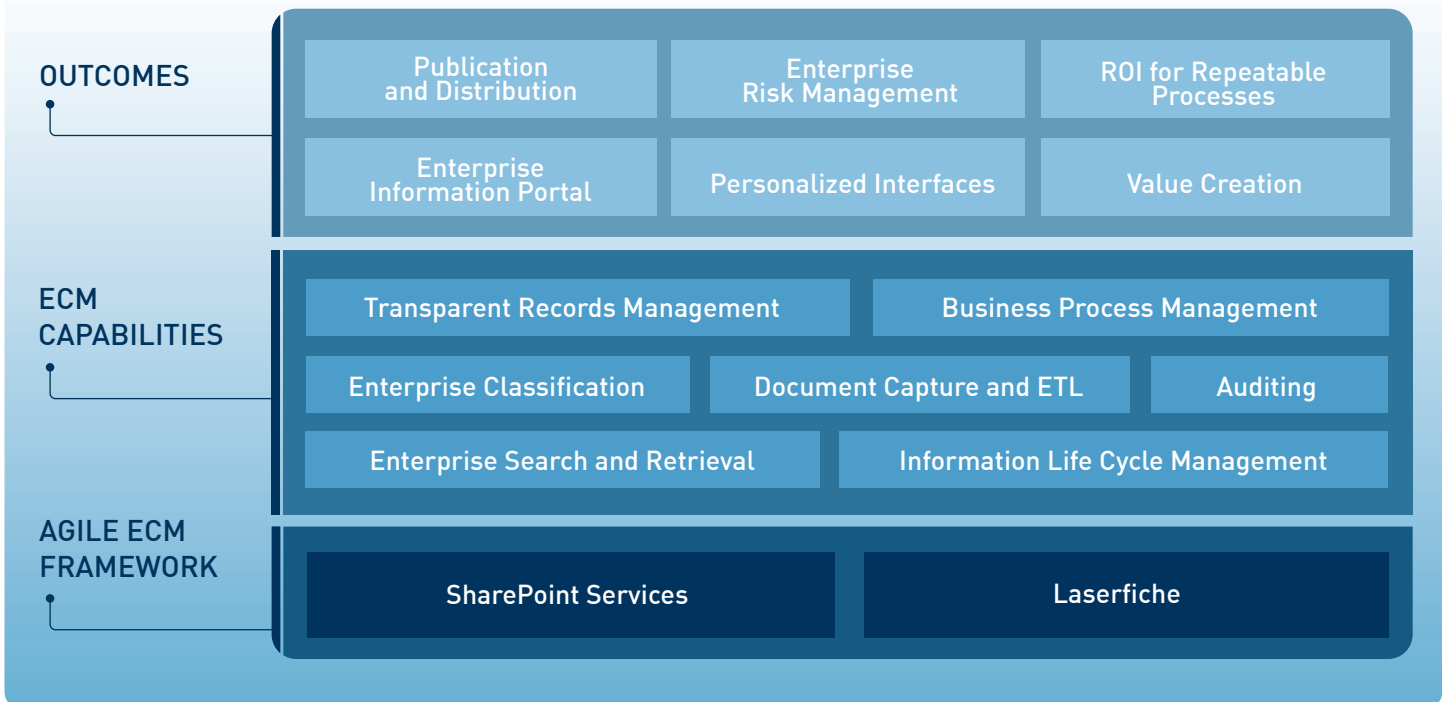 OUTCOMES
Publication
and Distribution
Enterprise
Risk Management
ROI for Repeatable
Processes
Enterprise
Information Portal
Personalized Interfaces
Value Creation
ECM
CAPABILITIES
Transparent Records Management
Business Process Management
Enterprise Classification
Document Capture and ETL
Auditing
Enterprise Search and Retrieval
Information Life Cycle Management
AGILE ECM
FRAMEWORK
SharePoint Services
Laserfiche